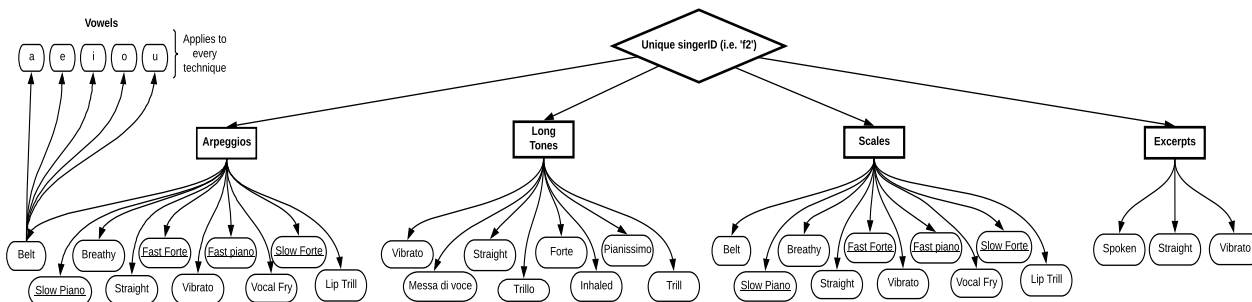 Vowels
a e i o u
Applies to
every
technique
Unique singerID (i.e. 'f2')
Arpeggios
Long
Tones
Scales
Excerpts
Belt
Slow Piano
Breathy
Straight
Fast Forte
Vibrato
Fast piano
Vocal Fry
Slow Forte
Lip Trill
Vibrato
Messa di voce
Straight
Trillo
Forte
Inhaled
Pianissimo
Trill
Belt
Slow Piano
Breathy
Straight
Fast Forte
Vibrato
Fast piano
Vocal Fry
Slow Forte
Lip Trill
Spoken
Straight
Vibrato